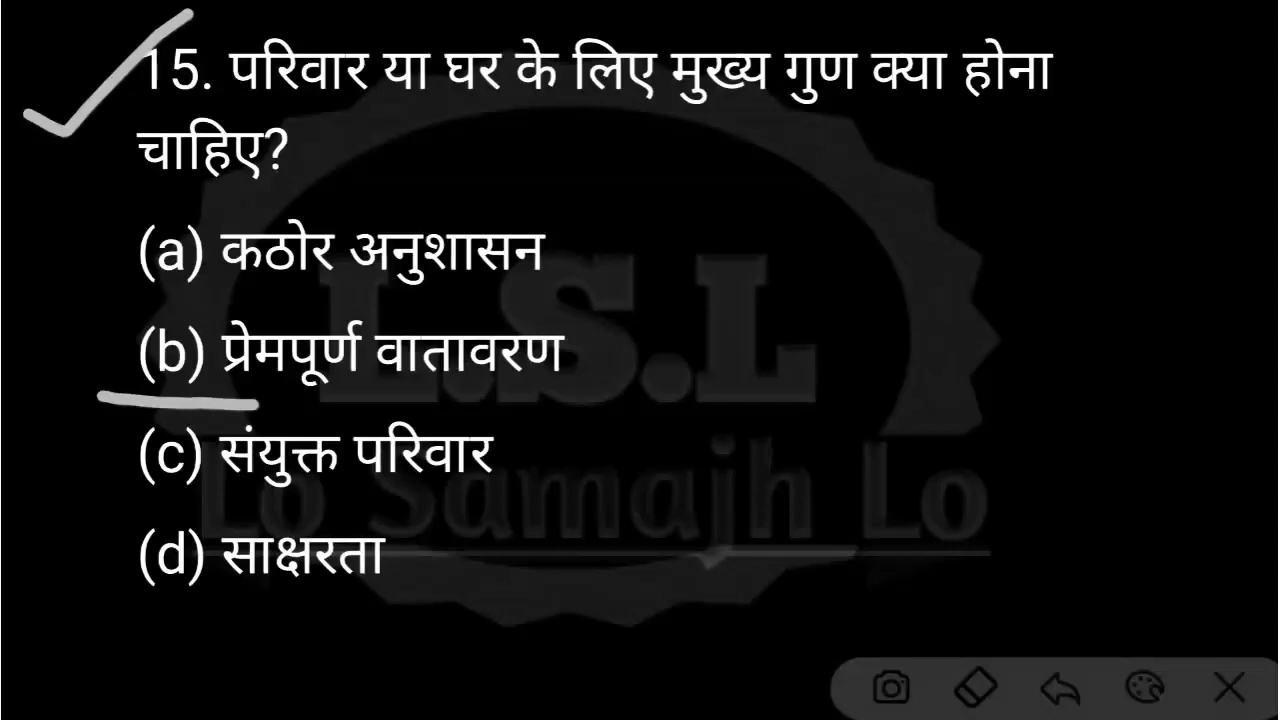 15. परिवार या घर के लिए मुख्य गुण क्या होना
चाहिए?
(a) कठोर अनुशासन
(b) प्रेमपूर्ण वातावरण
L.S.L
(c) संयुक्त परिवार
Lo Samajh Lo
(d) साक्षरता